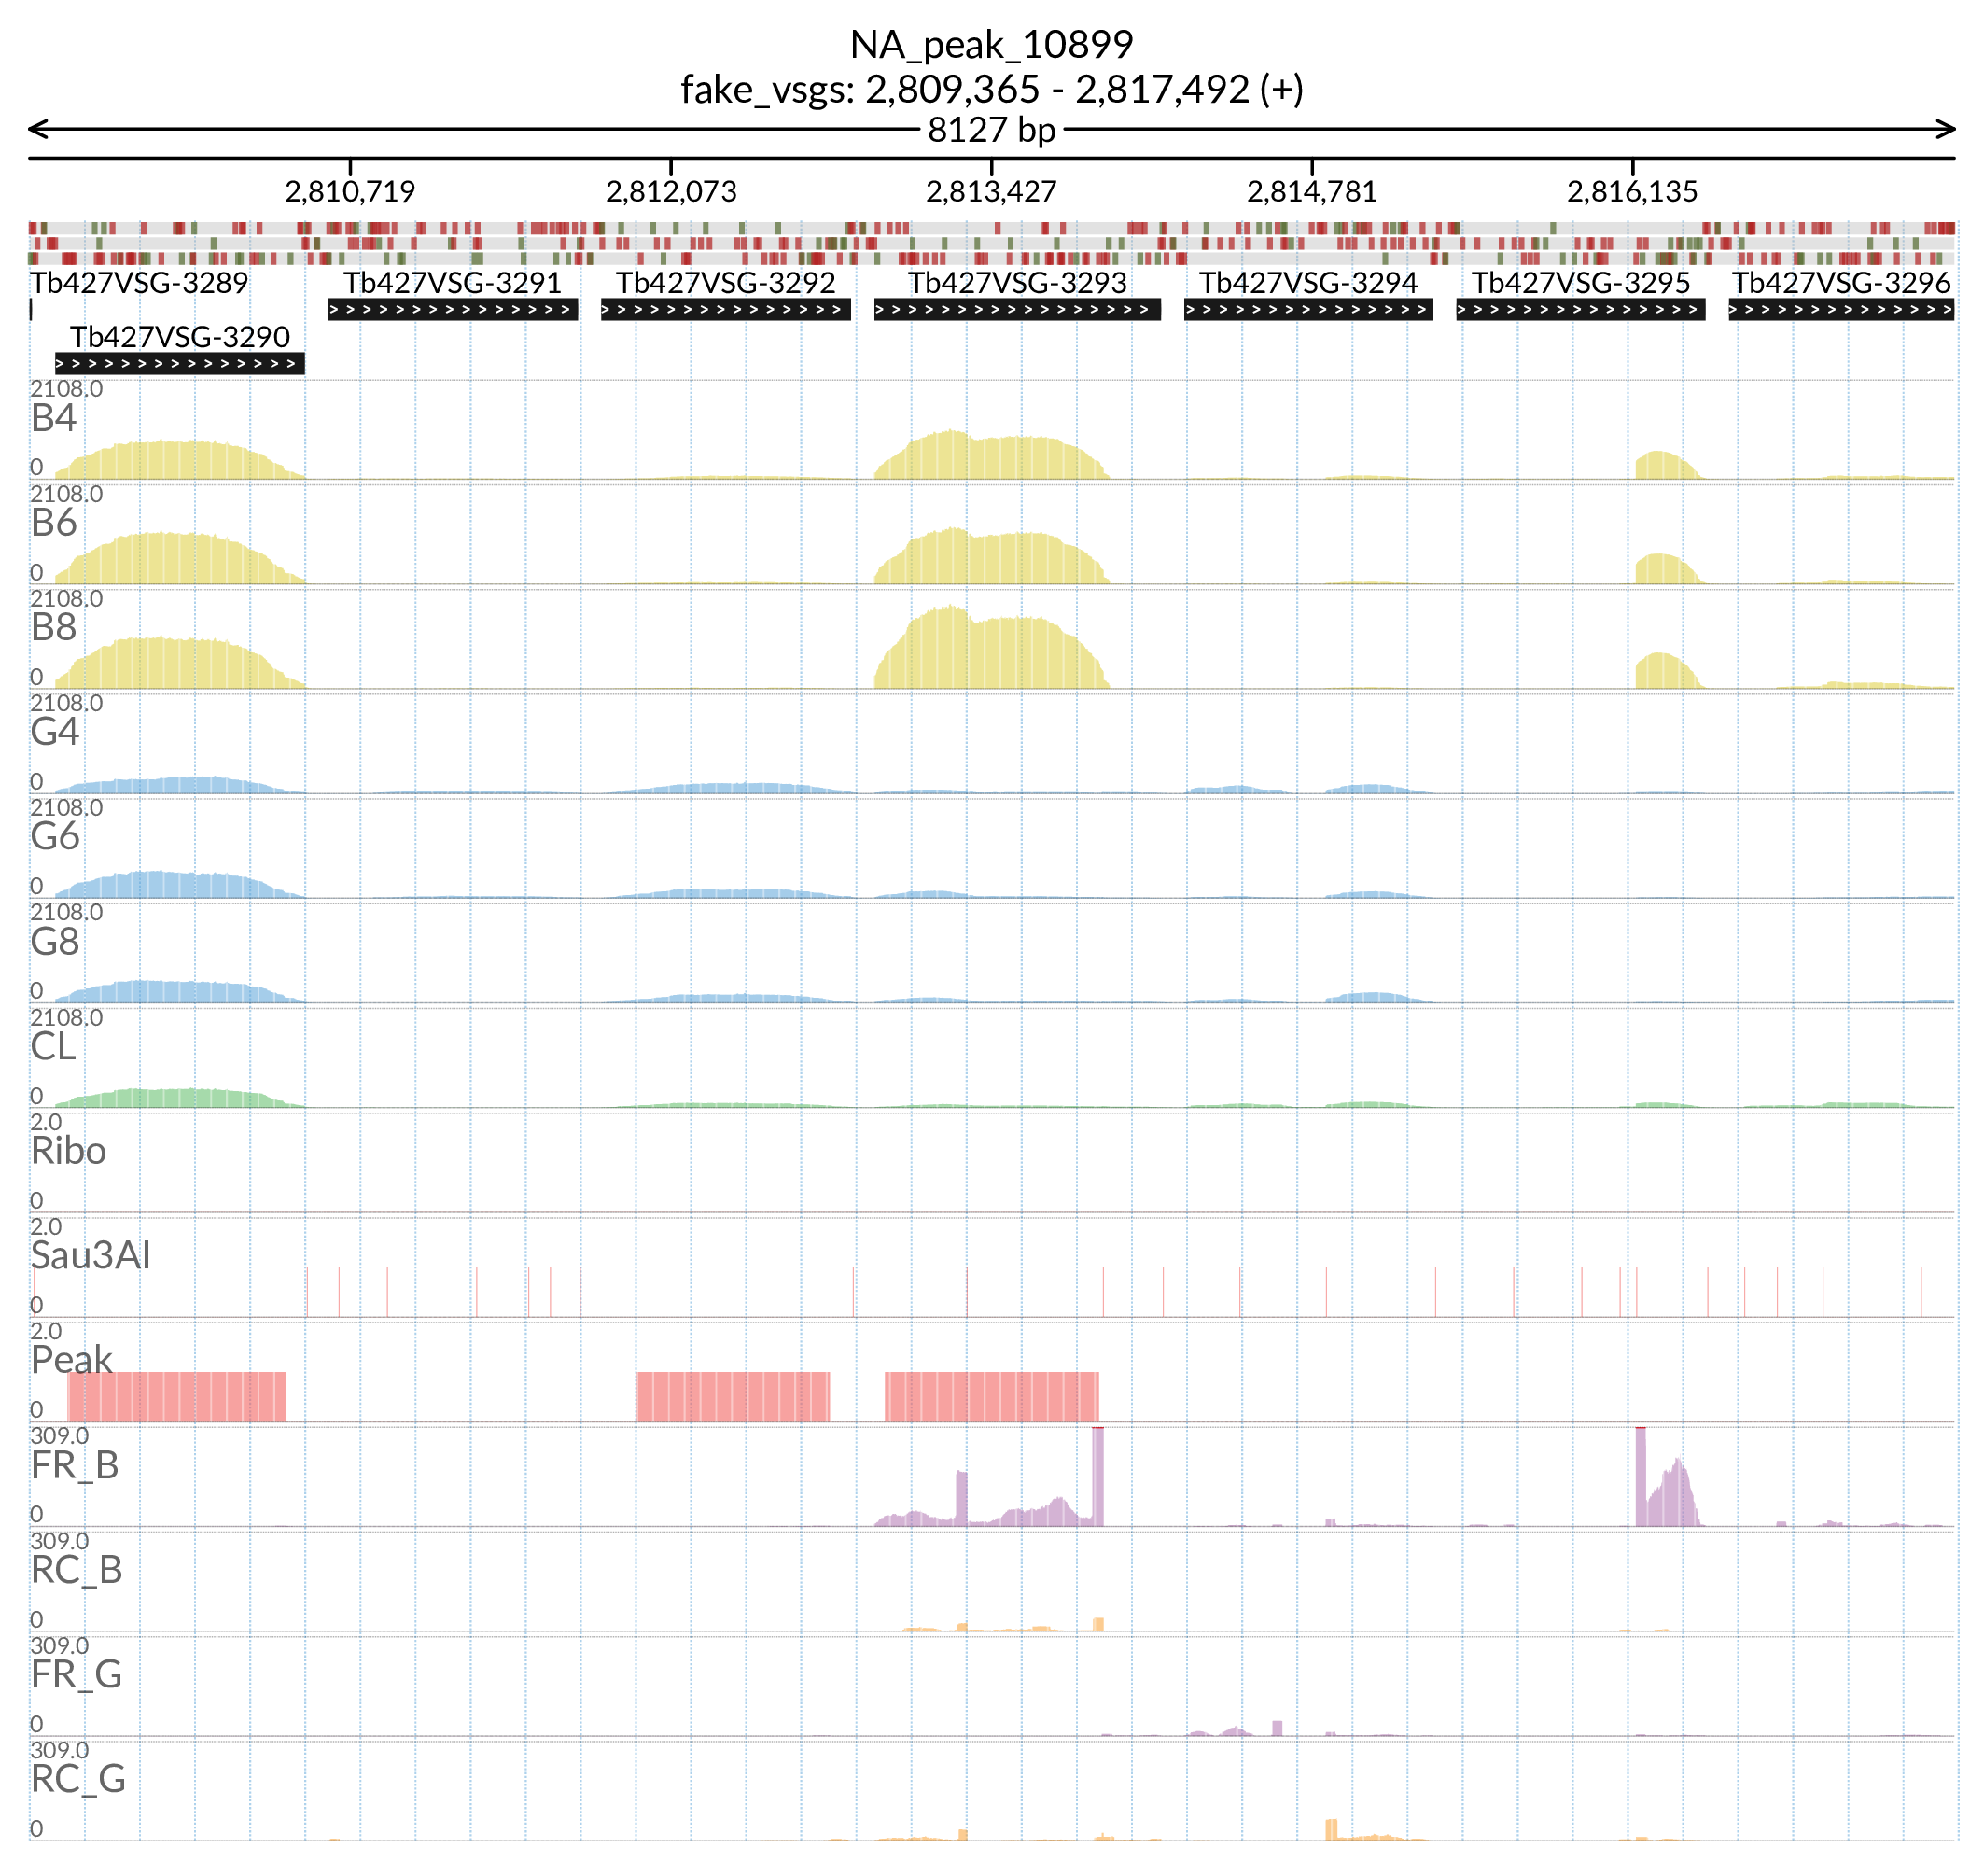 NA_peak_10899
fake_vsgs: 2,809,365 - 2,817,492 (+)
8127 bp
2,810,719 2,812,073 2,813,427 2,814,781 2,816,135
Tb427VSG-3289 Tb427VSG-3291 Tb427VSG-3292 Tb427VSG-3293 Tb427VSG-3294 Tb427VSG-3295 Tb427VSG-3296
Tb427VSG-3290
2108.0
B4
0
2108.0
B6
0
2108.0
B8
0
2108.0
G4
0
2108.0
G6
0
2108.0
G8
0
2108.0
CL
0
2.0
Ribo
0
2.0
Sau3AI
0
2.0
Peak
0
309.0
FR_B
0
309.0
RC_B
0
309.0
FR_G
0
309.0
RC_G
0